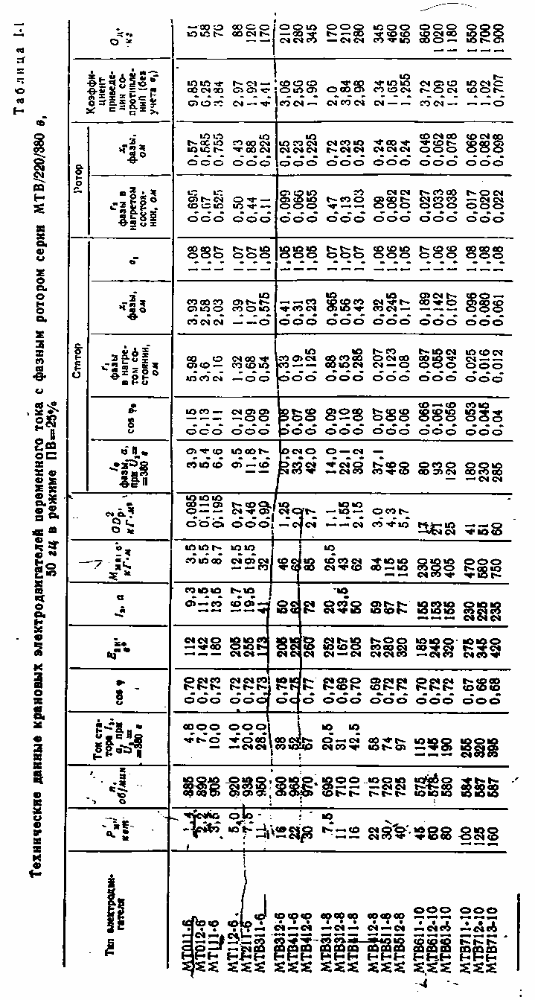 Таблица 1-1
Технические данные крановых электродвигателей переменного тока с фазным ротором серии МТВ/220/380 в,
50 гц в режиме ПВ=25%
Тип электродвигателя | Pн, квт | n, об/мин | Ток статора I1, а, при U1= =380 в | cos φ | E2н, в | I2, а | Mмакс, кГ·м | GD²р, кГ·м² | Статор: I0 фазы, а, при U1= =380 в | cos φ0 | r1 фазы в нагретом состоянии, ом | x1 фазы, ом | σ1 | Ротор: r2 фазы в нагретом состоянии, ом | x2 фазы, ом | Коэффициент приведения сопротивлений (без учета σ1) | Gд, кг
МТ011-6 1,4 885 4,8 0,70 112 9,3 3,5 0,085 3,9 0,15 5,98 3,93 1,08 0,695 0,57 9,85 51
МТ012-6 890 7,0 0,72 142 11,5 5,5 0,115 5,4 0,13 3,6 2,58 1,08 0,67 0,585 6,25 58
МТ111-6 3,5 905 10,0 0,73 180 13,5 8,7 0,195 6,6 0,11 2,16 2,03 1,07 0,525 0,755 3,84 76
МТ112-6 5,0 920 14,0 0,72 205 16,7 12,5 0,27 9,5 0,12 1,32 1,39 1,07 0,50 0,43 2,97 88
МТ211-6 7,5 935 20,0 0,72 255 19,5 19,5 0,46 11,8 0,09 0,68 1,07 1,07 0,44 0,88 1,92 120
МТВ311-6 11 950 28,0 0,73 173 41 32 0,90 16,7 0,09 0,54 0,575 1,05 0,11 0,225 4,41 170
МТВ312-6 16 960 38 0,75 205 50 46 1,25 20,6 0,08 0,33 0,41 1,05 0,099 0,25 3,06 210
МТВ411-6 22 965 52 0,75 225 62 62 2,0 33,2 0,07 0,19 0,31 1,05 0,066 0,23 2,56 280
МТВ412-6 30 970 67 0,77 260 72 85 2,7 42,0 0,06 0,125 0,23 1,05 0,055 0,225 1,96 345
МТВ311-8 7,5 695 20,5 0,72 252 20 26,5 1,1 14,0 0,09 0,88 0,965 1,07 0,47 0,72 2,0 170
МТВ312-8 11 710 31 0,69 167 43,5 43 1,55 22,1 0,10 0,53 0,56 1,07 0,13 0,23 3,84 210
МТВ411-8 16 710 42,5 0,70 205 50 62 2,15 30,2 0,08 0,285 0,43 1,07 0,103 0,25 2,98 280
МТВ412-8 22 715 58 0,69 237 59 84 3,0 37,1 0,07 0,207 0,32 1,06 0,09 0,24 2,34 345
МТВ511-8 30 720 74 0,72 280 67 115 4,3 46 0,06 0,123 0,245 1,06 0,082 0,28 1,65 460
МТВ512-8 40 725 97 0,72 320 77 155 5,7 60 0,06 0,08 0,17 1,05 0,072 0,24 1,255 560
МТВ611-10 45 575 115 0,70 185 155 230 17 80 0,066 0,087 0,189 1,07 0,027 0,046 3,72 860
МТВ612-10 60 578 145 0,72 245 153 305 21 93 0,061 0,055 0,142 1,06 0,033 0,062 2,09 1 020
МТВ613-10 80 580 190 0,72 320 155 405 25 120 0,056 0,042 0,107 1,06 0,038 0,078 1,26 1 180
МТВ711-10 100 584 255 0,67 275 230 470 41 180 0,053 0,025 0,096 1,08 0,017 0,066 1,65 1 550
МТВ712-10 125 587 320 0,66 345 225 580 51 230 0,045 0,016 0,080 1,08 0,020 0,082 1,02 1 700
МТВ713-10 160 587 395 0,68 420 235 750 60 285 0,04 0,012 0,061 1,08 0,022 0,098 0,707 1 900